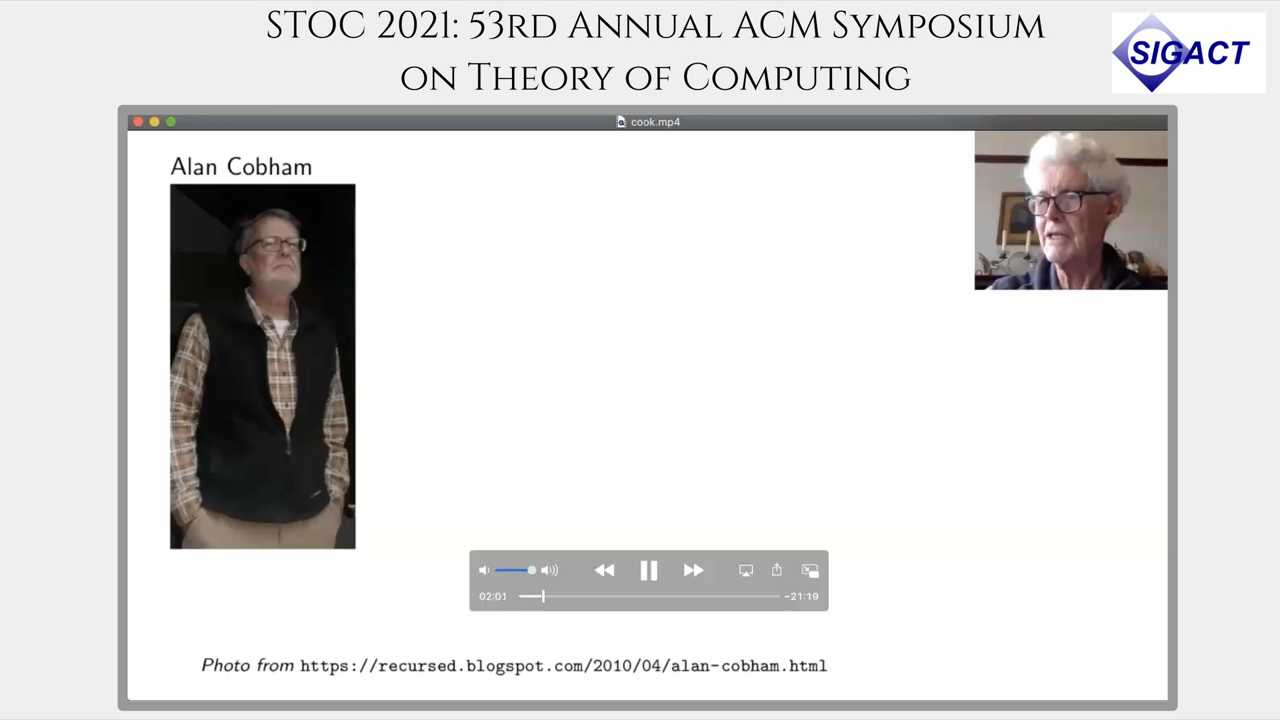 STOC 2021: 53rd Annual ACM Symposium
on Theory of Computing
SIGACT
cook.mp4
Alan Cobham
02:01
-21:19
Photo from https://recursed.blogspot.com/2010/04/alan-cobham.html